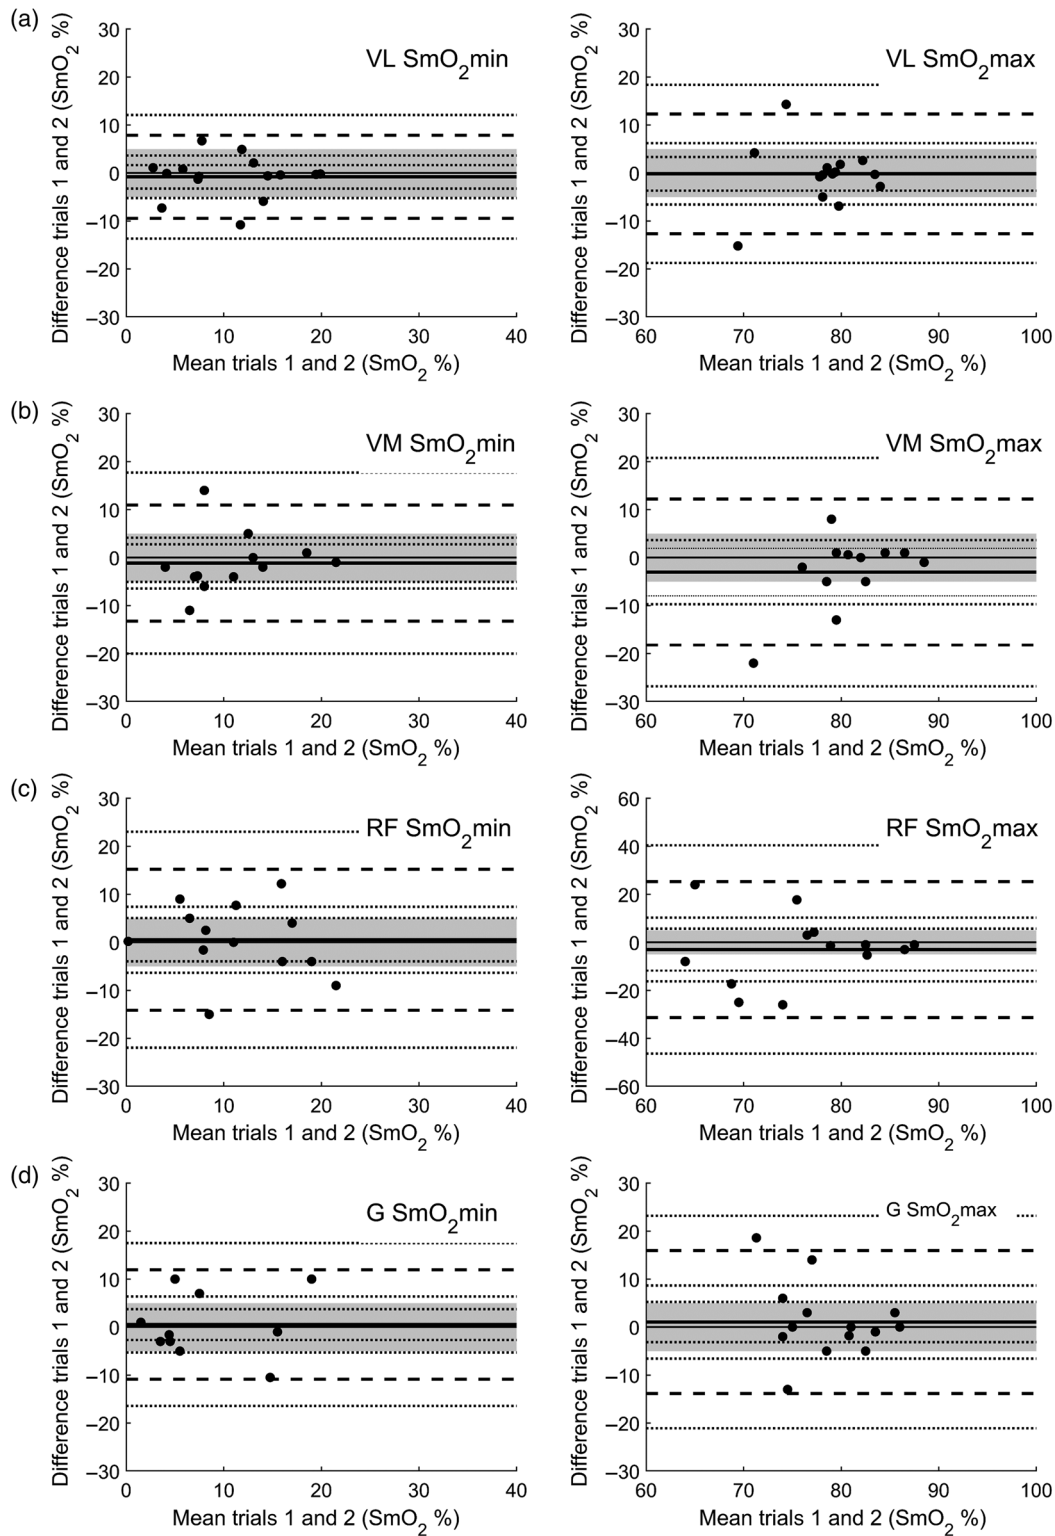 (a)
VL SmO2min
Difference trials 1 and 2 (SmO2 %)
30
20
10
0
–10
–20
–30
0 10 20 30 40
Mean trials 1 and 2 (SmO2 %)
VL SmO2max
Difference trials 1 and 2 (SmO2 %)
30
20
10
0
–10
–20
–30
60 70 80 90 100
Mean trials 1 and 2 (SmO2 %)
(b)
VM SmO2min
Difference trials 1 and 2 (SmO2 %)
30
20
10
0
–10
–20
–30
0 10 20 30 40
Mean trials 1 and 2 (SmO2 %)
VM SmO2max
Difference trials 1 and 2 (SmO2 %)
30
20
10
0
–10
–20
–30
60 70 80 90 100
Mean trials 1 and 2 (SmO2 %)
(c)
RF SmO2min
Difference trials 1 and 2 (SmO2 %)
30
20
10
0
–10
–20
–30
0 10 20 30 40
Mean trials 1 and 2 (SmO2 %)
RF SmO2max
Difference trials 1 and 2 (SmO2 %)
60
40
20
0
–20
–40
–60
60 70 80 90 100
Mean trials 1 and 2 (SmO2 %)
(d)
G SmO2min
Difference trials 1 and 2 (SmO2 %)
30
20
10
0
–10
–20
–30
0 10 20 30 40
Mean trials 1 and 2 (SmO2 %)
G SmO2max
Difference trials 1 and 2 (SmO2 %)
30
20
10
0
–10
–20
–30
60 70 80 90 100
Mean trials 1 and 2 (SmO2 %)